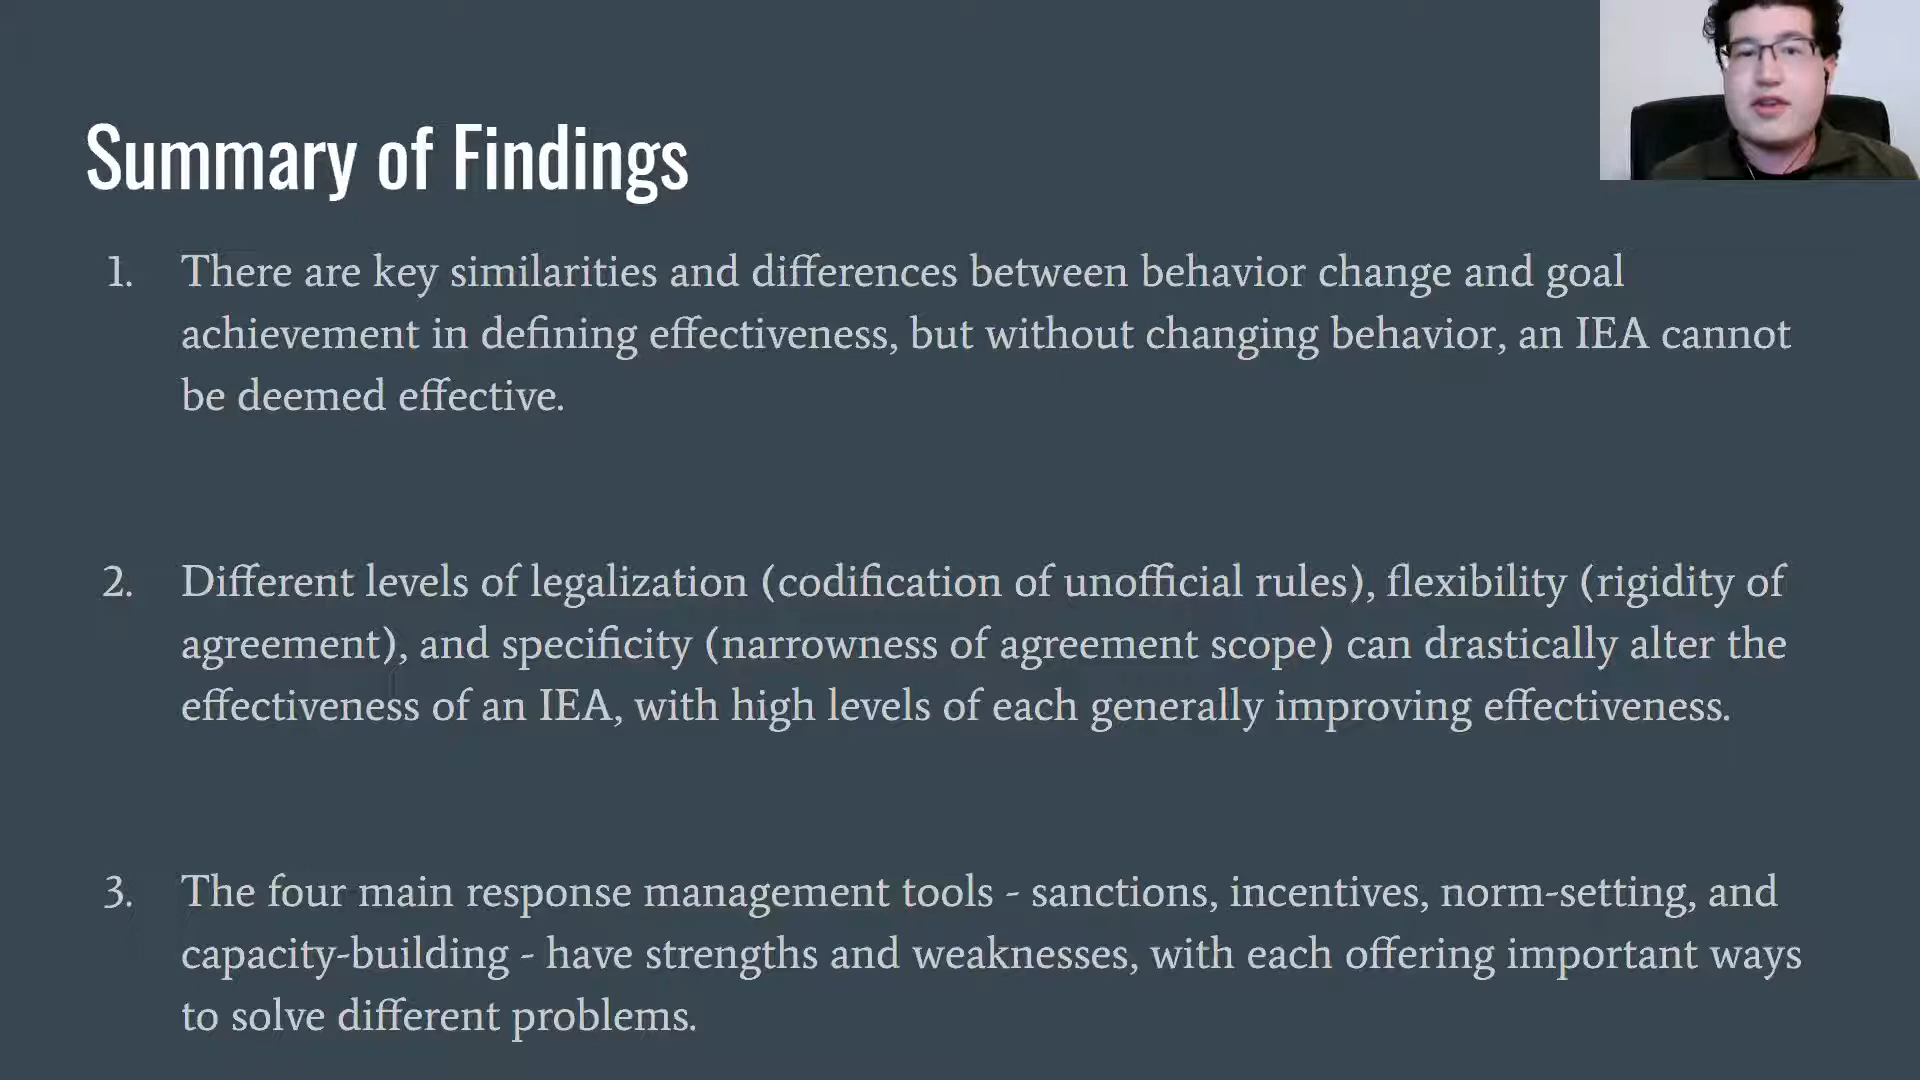 Summary of Findings
1. There are key similarities and differences between behavior change and goal
achievement in defining effectiveness, but without changing behavior, an IEA cannot
be deemed effective.
2. Different levels of legalization (codification of unofficial rules), flexibility (rigidity of
agreement), and specificity (narrowness of agreement scope) can drastically alter the
effectiveness of an IEA, with high levels of each generally improving effectiveness.
3. The four main response management tools - sanctions, incentives, norm-setting, and
capacity-building - have strengths and weaknesses, with each offering important ways
to solve different problems.